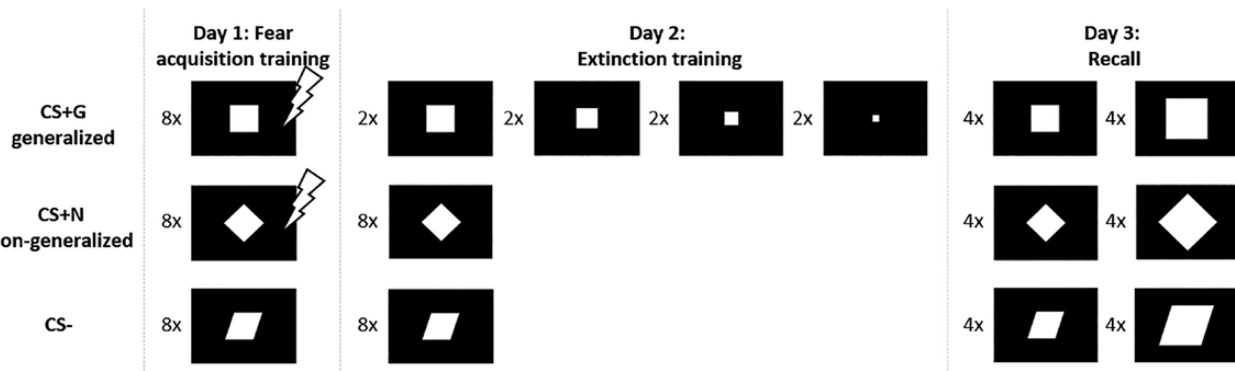 Day 1: Fear
acquisition training
Day 2:
Extinction training
Day 3:
Recall
CS+G
generalized
8x
2x
2x
2x
2x
4x
4x
CS+N
on-generalized
8x
8x
4x
4x
CS-
8x
8x
4x
4x